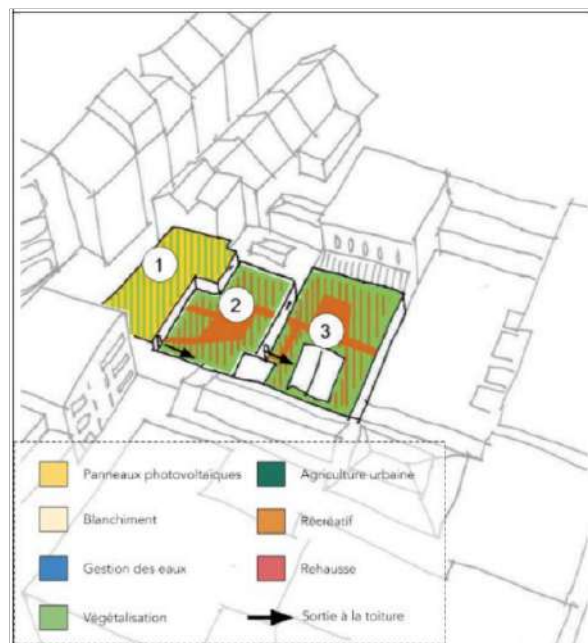 1
2
3
Panneaux photovoltaïques
Agriculture urbaine
Blanchiment
Récréatif
Gestion des eaux
Rehausse
Végétalisation
Sortie à la toiture